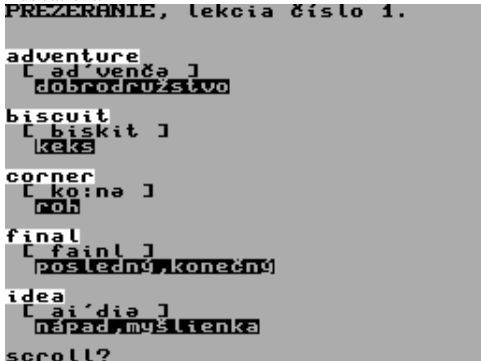 PREZERANIE, lekcia číslo 1.
adventure
[ ad´venčə ]
dobrodružstvo
biscuit
[ biskit ]
keks
corner
[ ko:nə ]
roh
final
[ fainl ]
posledný,konečný
idea
[ ai´diə ]
nápad,myšlienka
scroll?